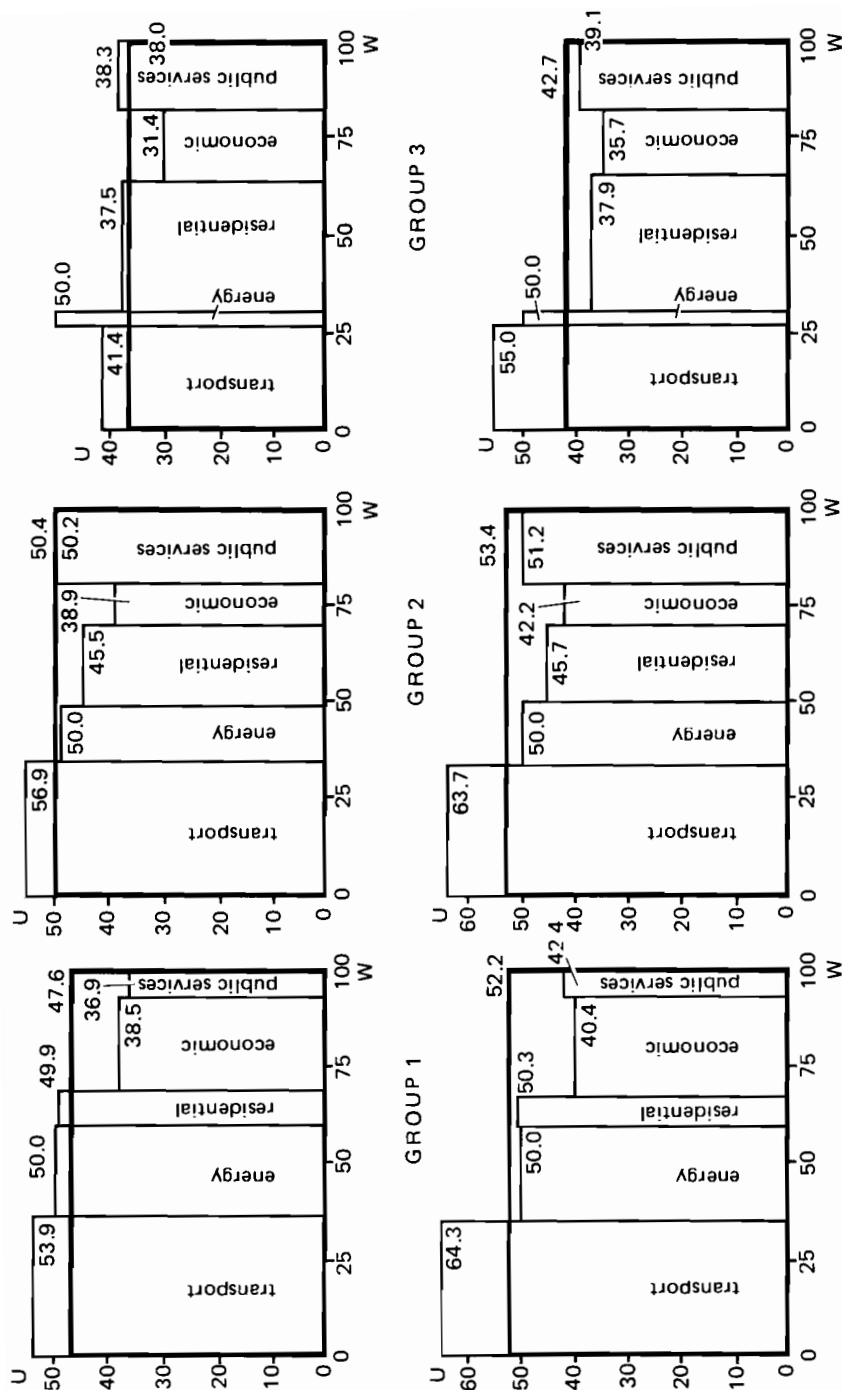 U
50
40
30
20
10
0
53.9
50.0
49.9
38.5
36.9
47.6
transport
energy
residential
economic
public services
0 25 50 75 100
W
U
50
40
30
20
10
0
56.9
50.0
45.5
38.9
50.2
50.4
transport
energy
residential
economic
public services
0 25 50 75 100
W
U
40
30
20
10
0
41.4
50.0
37.5
31.4
38.3
38.0
transport
energy
residential
economic
public services
0 25 50 75 100
W
GROUP 1
GROUP 2
GROUP 3
U
60
50
40
30
20
10
0
64.3
50.0
50.3
40.4
42.4
52.2
transport
energy
residential
economic
public services
0 25 50 75 100
W
U
60
50
40
30
20
10
0
63.7
50.0
45.7
42.2
51.2
53.4
transport
energy
residential
economic
public services
0 25 50 75 100
W
U
50
40
30
20
10
0
55.0
50.0
37.9
35.7
39.1
42.7
transport
energy
residential
economic
public services
0 25 50 75 100
W